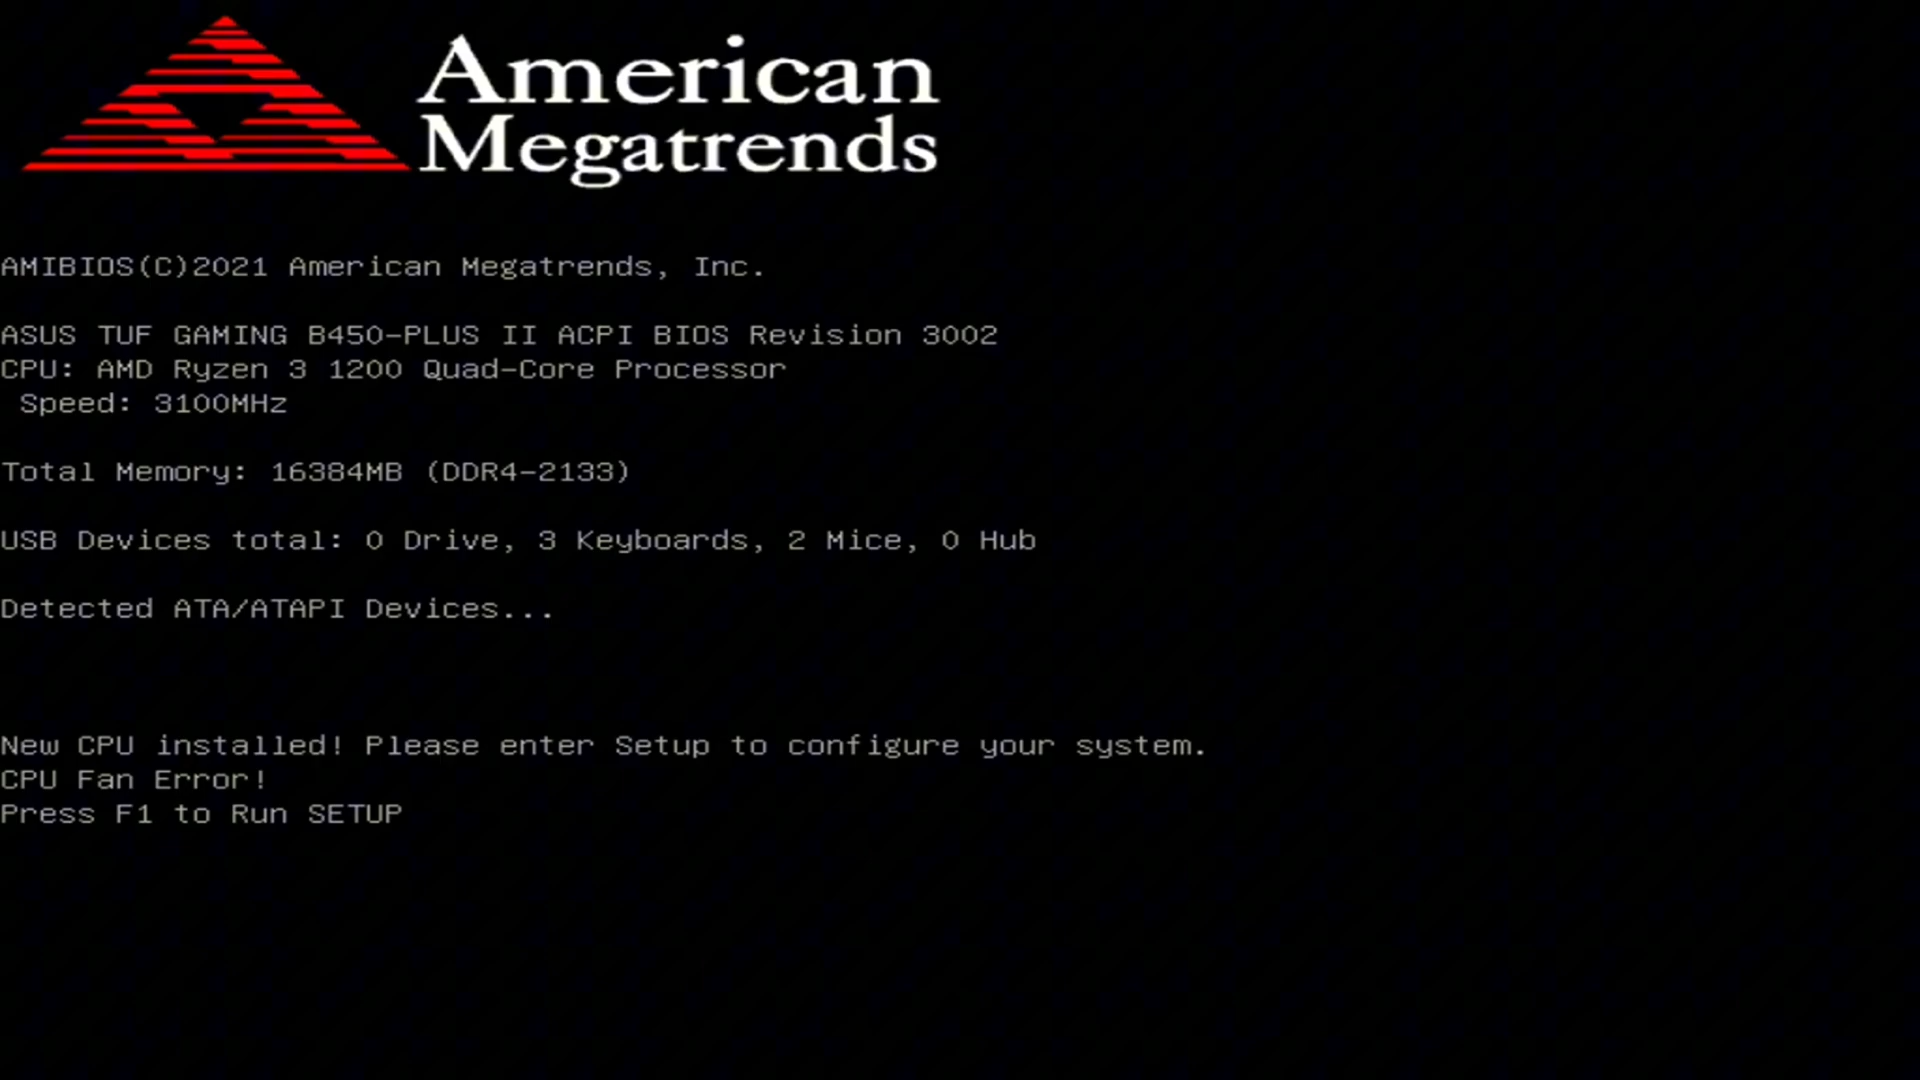 American
Megatrends
AMIBIOS(C)2021 American Megatrends, Inc.
ASUS TUF GAMING B450-PLUS II ACPI BIOS Revision 3002
CPU: AMD Ryzen 3 1200 Quad-Core Processor
Speed: 3100MHz
Total Memory: 16384MB (DDR4-2133)
USB Devices total: 0 Drive, 3 Keyboards, 2 Mice, 0 Hub
Detected ATA/ATAPI Devices...
New CPU installed! Please enter Setup to configure your system.
CPU Fan Error!
Press F1 to Run SETUP